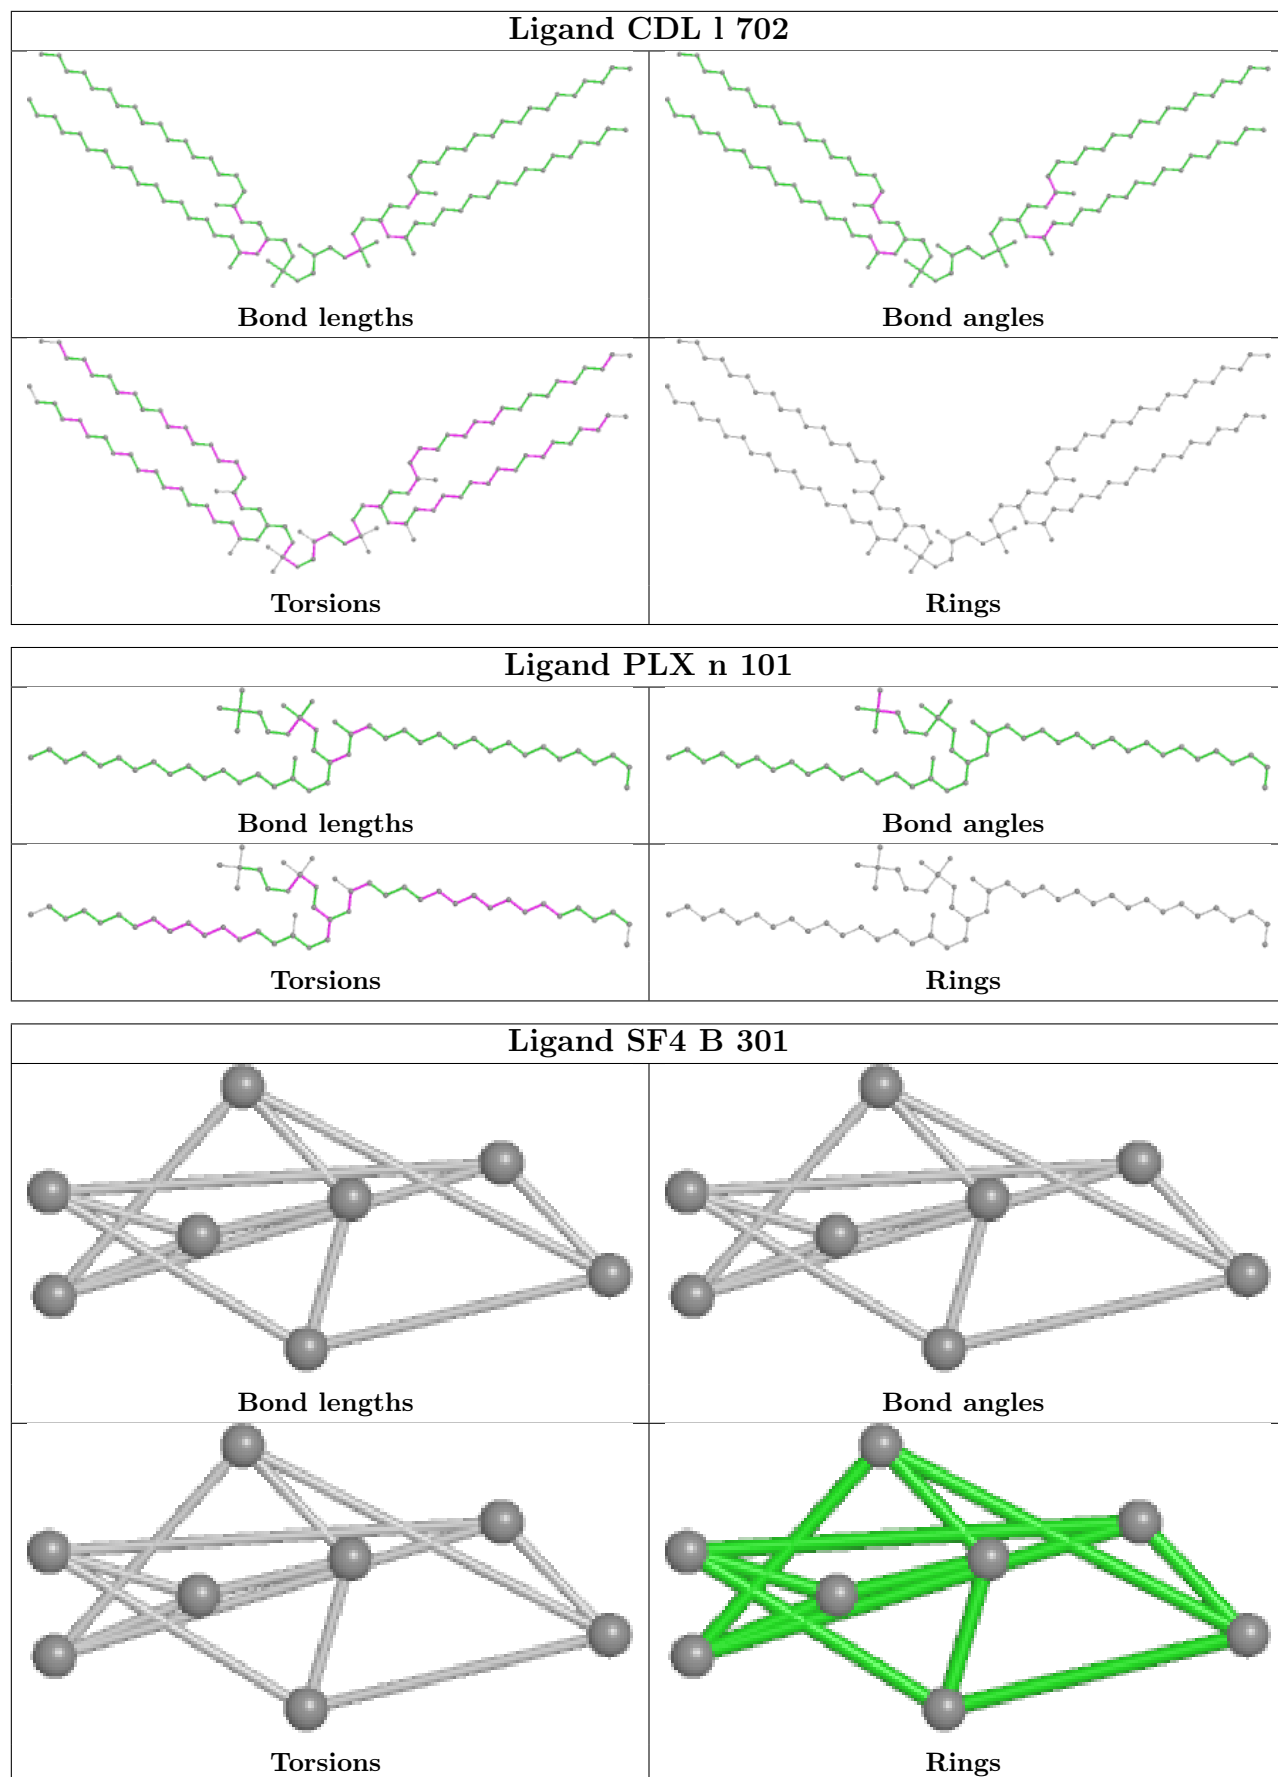 Ligand CDL l 702
Bond lengths
Bond angles
Torsions
Rings
Ligand PLX n 101
Bond lengths
Bond angles
Torsions
Rings
Ligand SF4 B 301
Bond lengths
Bond angles
Torsions
Rings